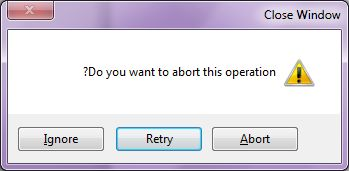 Close Window
?Do you want to abort this operation
Ignore
Retry
Abort